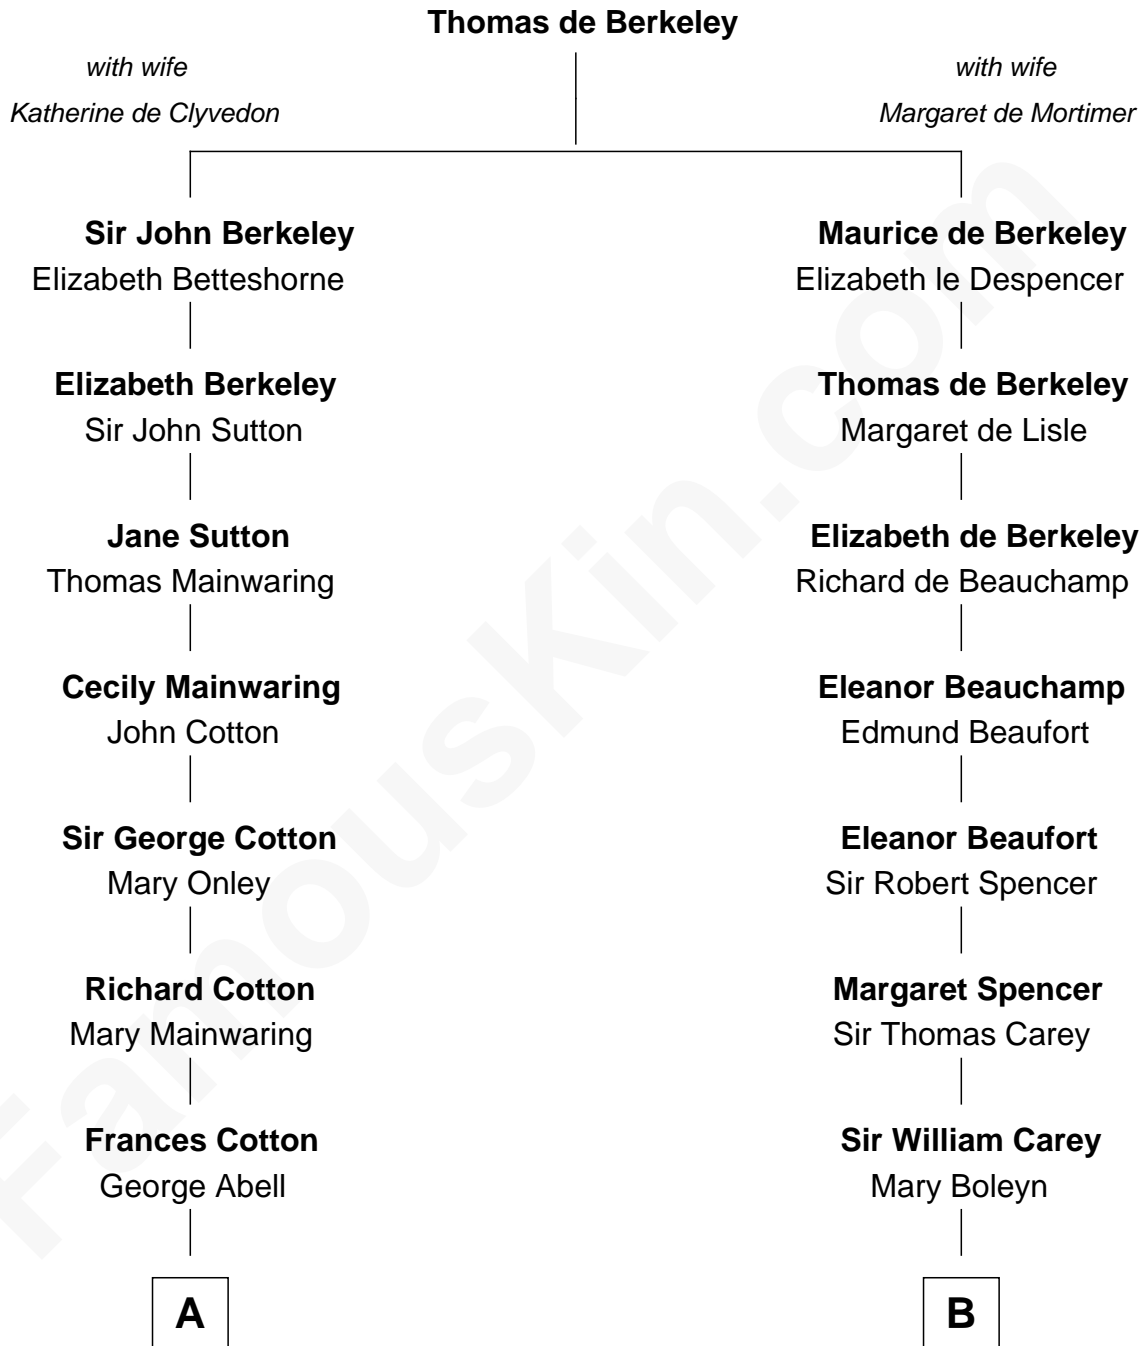 Thomas de Berkeley
with wife
Katherine de Clyvedon
with wife
Margaret de Mortimer
Sir John Berkeley
Elizabeth Betteshorne
Maurice de Berkeley
Elizabeth le Despencer
Elizabeth Berkeley
Sir John Sutton
Thomas de Berkeley
Margaret de Lisle
Jane Sutton
Thomas Mainwaring
Elizabeth de Berkeley
Richard de Beauchamp
Cecily Mainwaring
John Cotton
Eleanor Beauchamp
Edmund Beaufort
Sir George Cotton
Mary Onley
Eleanor Beaufort
Sir Robert Spencer
Richard Cotton
Mary Mainwaring
Margaret Spencer
Sir Thomas Carey
Frances Cotton
George Abell
Sir William Carey
Mary Boleyn
A
B
FamousKin.com